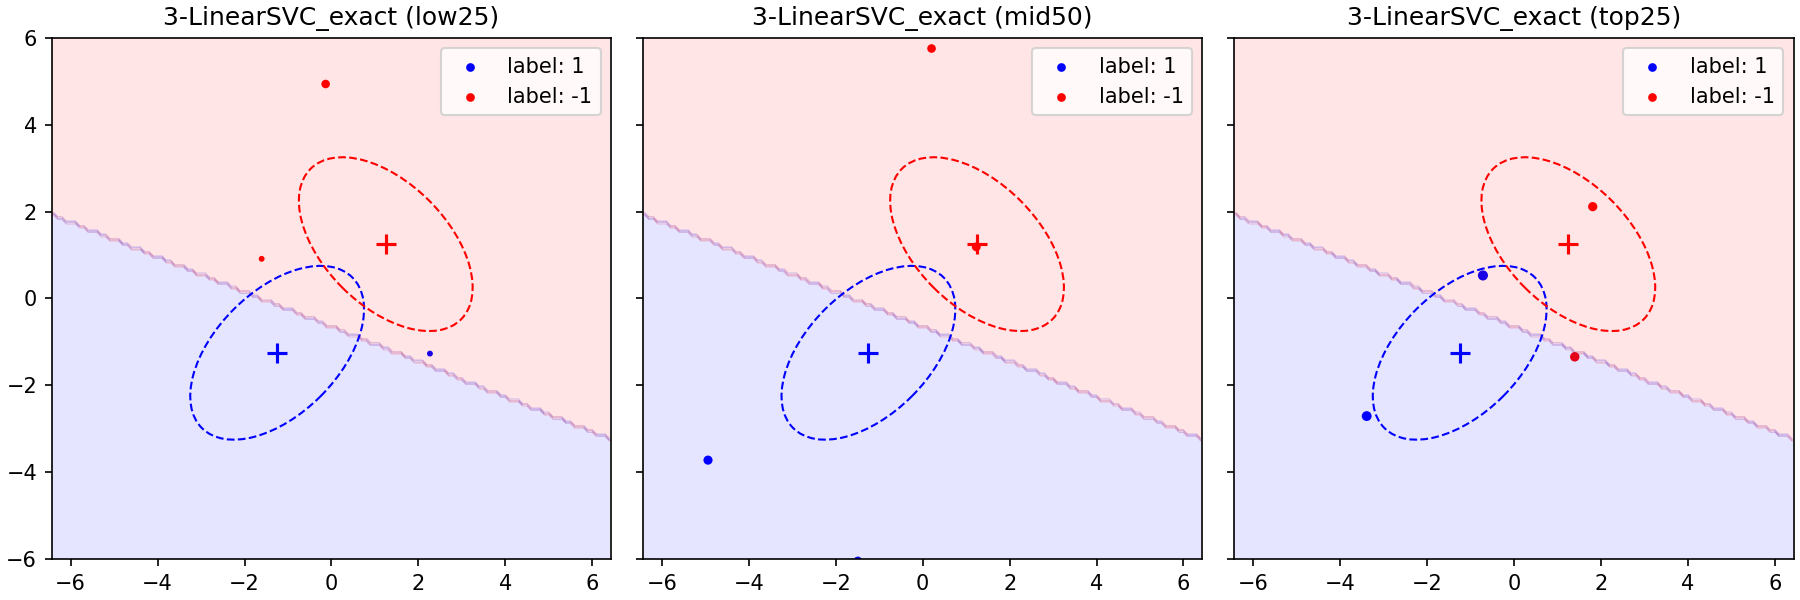 3-LinearSVC_exact (low25)
3-LinearSVC_exact (mid50)
3-LinearSVC_exact (top25)
label: 1
label: -1
label: 1
label: -1
label: 1
label: -1
6
4
2
0
−2
−4
−6
−6 −4 −2 0 2 4 6
−6 −4 −2 0 2 4 6
−6 −4 −2 0 2 4 6